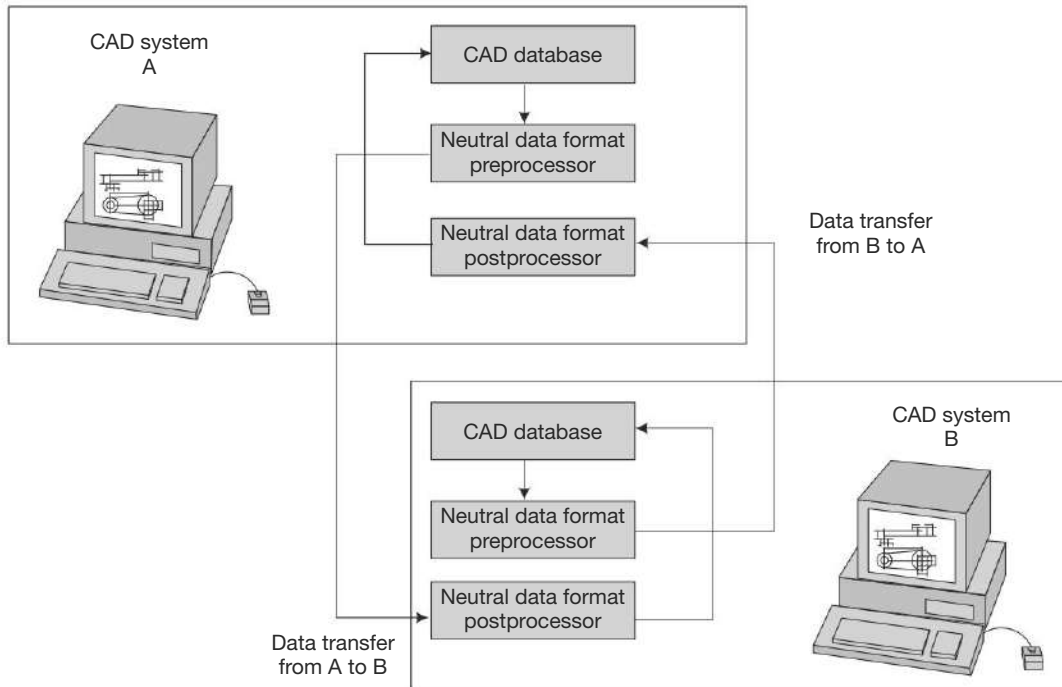 CAD system
A
CAD database
Neutral data format
preprocessor
Neutral data format
postprocessor
Data transfer
from B to A
CAD database
CAD system
B
Neutral data format
preprocessor
Neutral data format
postprocessor
Data transfer
from A to B